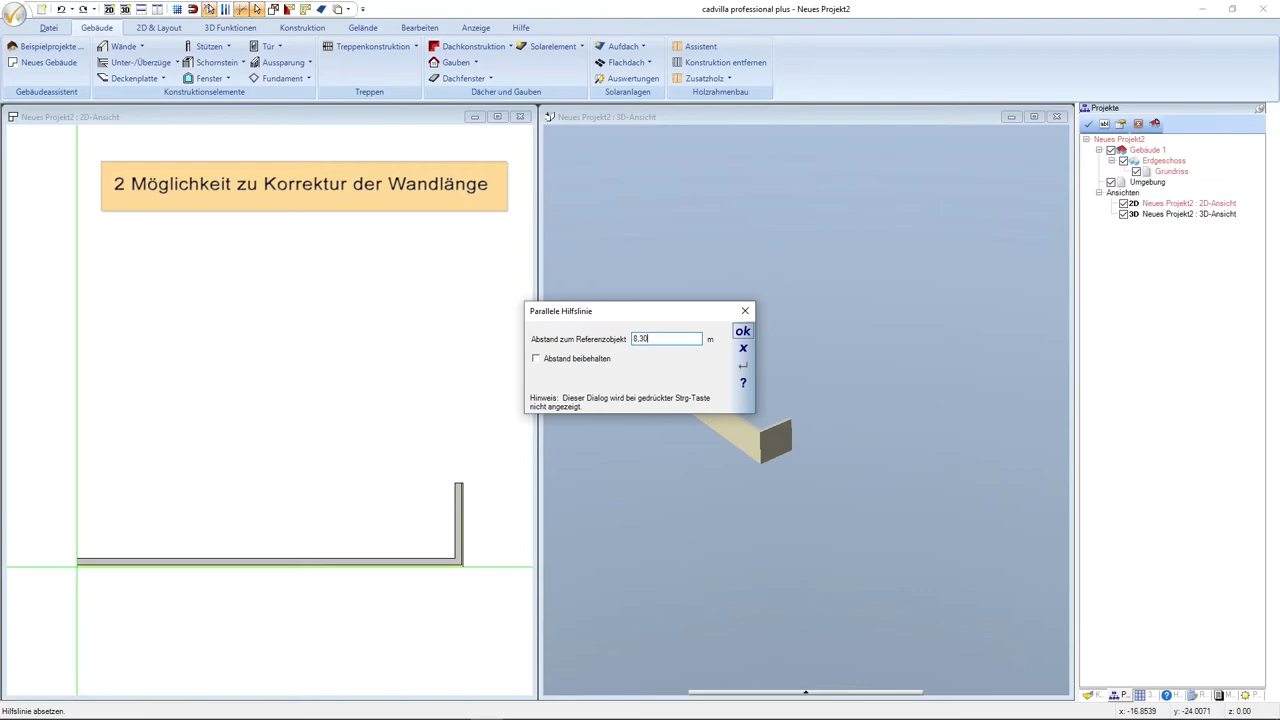 cadvilla professional plus - Neues Projekt2
Datei Gebäude 2D & Layout 3D Funktionen Konstruktion Gelände Bearbeiten Anzeige Hilfe
Beispielprojekte ... Wände Stützen Tür Treppenkonstruktion Dachkonstruktion Solarelement Aufdach Assistent
Neues Gebäude Unter-/Überzüge Schornstein Aussparung Gauben Flachdach Konstruktion entfernen
Deckenplatte Fenster Fundament Dachfenster Auswertungen Zusatzholz
Gebäudeassistent Konstruktionselemente Treppen Dächer und Gauben Solaranlagen Holzrahmenbau
Neues Projekt2 : 2D-Ansicht
Neues Projekt2 : 3D-Ansicht
Projekte
Neues Projekt2
Gebäude 1
Erdgeschoss
Grundriss
Umgebung
Ansichten
2D Neues Projekt2 : 2D-Ansicht
3D Neues Projekt2 : 3D-Ansicht
2 Möglichkeit zu Korrektur der Wandlänge
Parallele Hilfslinie
Abstand zum Referenzobjekt 8,30 m
Abstand beibehalten
Hinweis: Dieser Dialog wird bei gedrückter Strg-Taste
nicht angezeigt.
ok
x
?
Hilfslinie absetzen.
x: -16.8539 y: -24.0071 z: 0.00